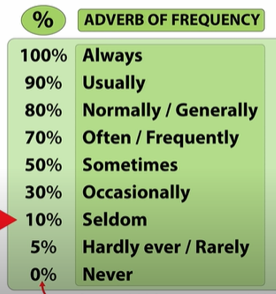 % ADVERB OF FREQUENCY
100% Always
90% Usually
80% Normally / Generally
70% Often / Frequently
50% Sometimes
30% Occasionally
10% Seldom
5% Hardly ever / Rarely
0% Never